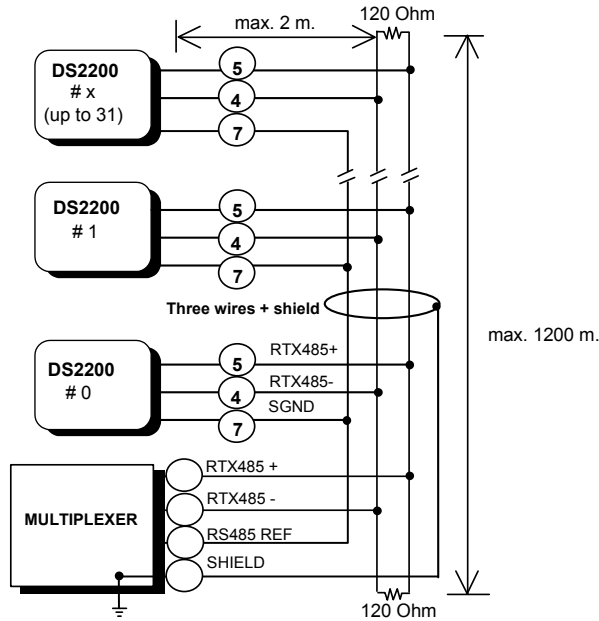 120 Ohm
max. 2 m.
DS2200
# x
(up to 31)
5
4
7
DS2200
# 1
5
4
7
Three wires + shield
max. 1200 m.
DS2200
# 0
5
RTX485+
4
RTX485-
7
SGND
MULTIPLEXER
RTX485 +
RTX485 -
RS485 REF
SHIELD
120 Ohm